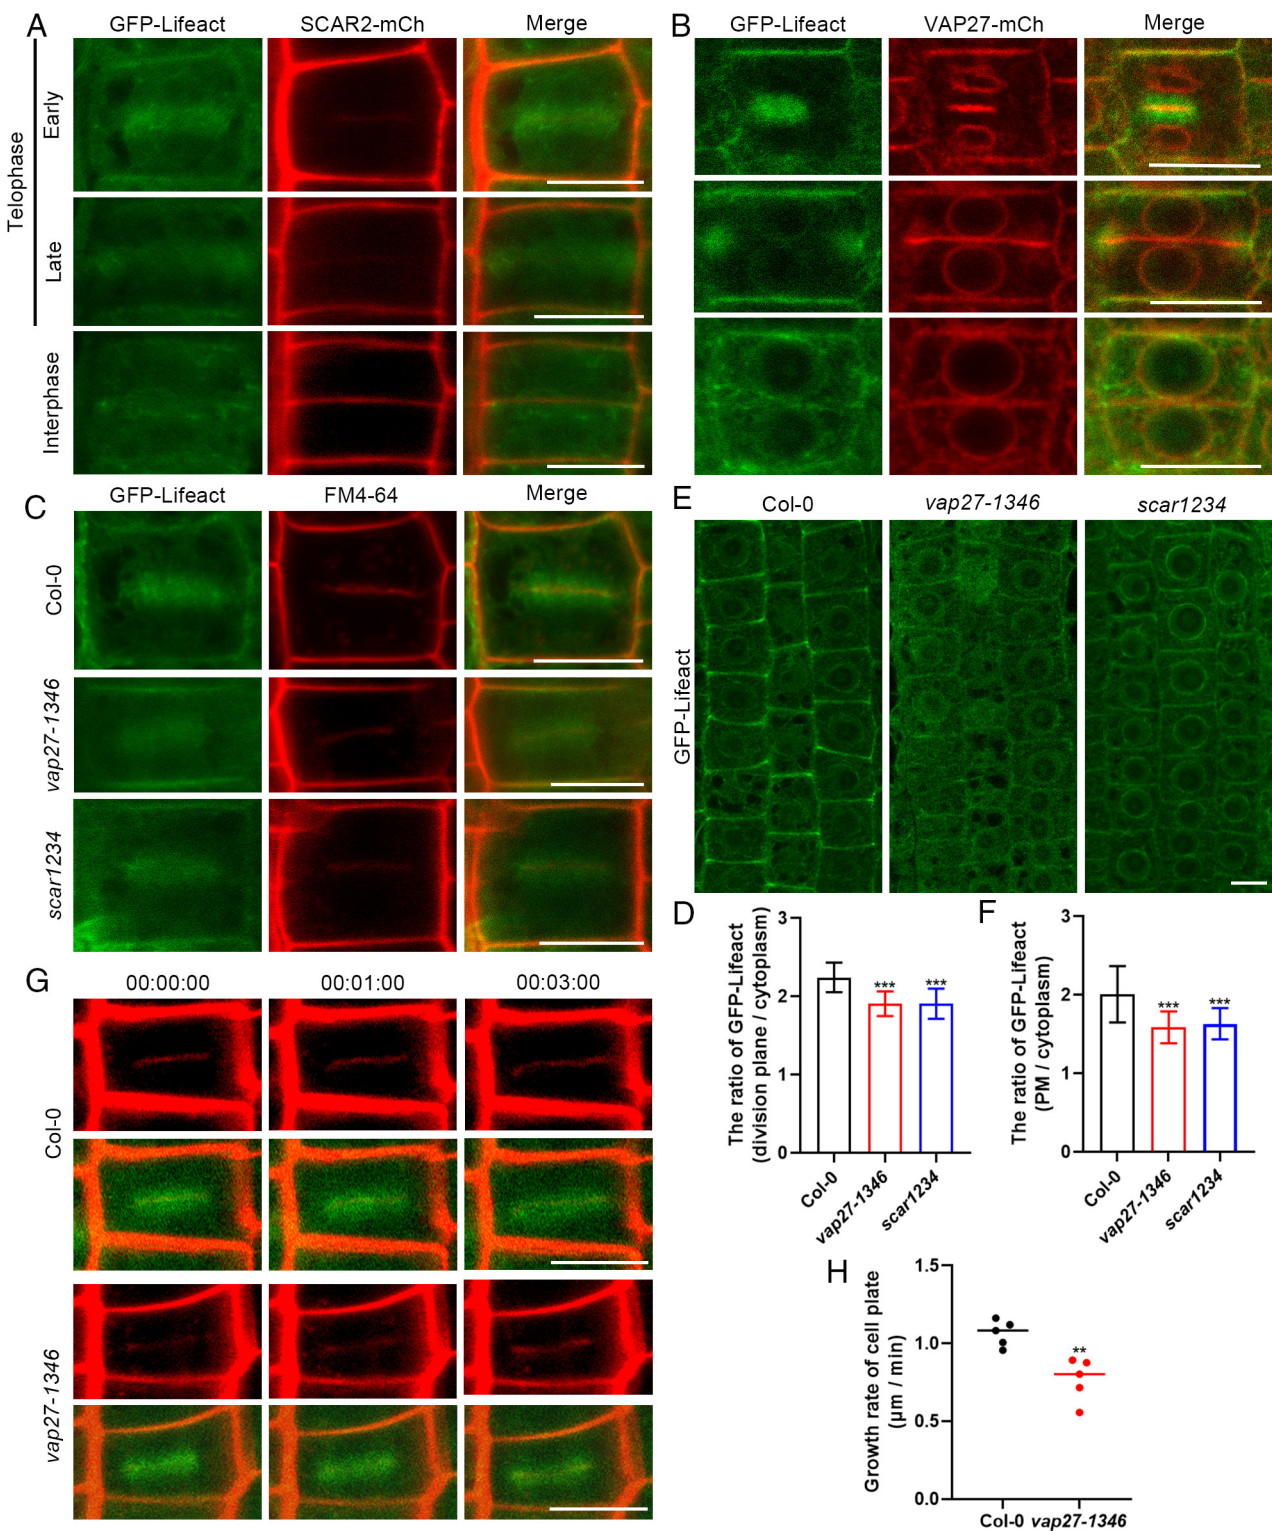 A
GFP-Lifeact
SCAR2-mCh
Merge
Telophase
Early
Late
Interphase
B
GFP-Lifeact
VAP27-mCh
Merge
C
GFP-Lifeact
FM4-64
Merge
Col-0
vap27-1346
scar1234
E
Col-0
vap27-1346
scar1234
GFP-Lifeact
D
The ratio of GFP-Lifeact
(division plane / cytoplasm)
3
2
1
0
***
***
Col-0
vap27-1346
scar1234
F
The ratio of GFP-Lifeact
(PM / cytoplasm)
3
2
1
0
***
***
Col-0
vap27-1346
scar1234
G
00:00:00
00:01:00
00:03:00
Col-0
vap27-1346
H
Growth rate of cell plate
(μm / min)
1.5
1.0
0.5
0.0
**
Col-0 vap27-1346